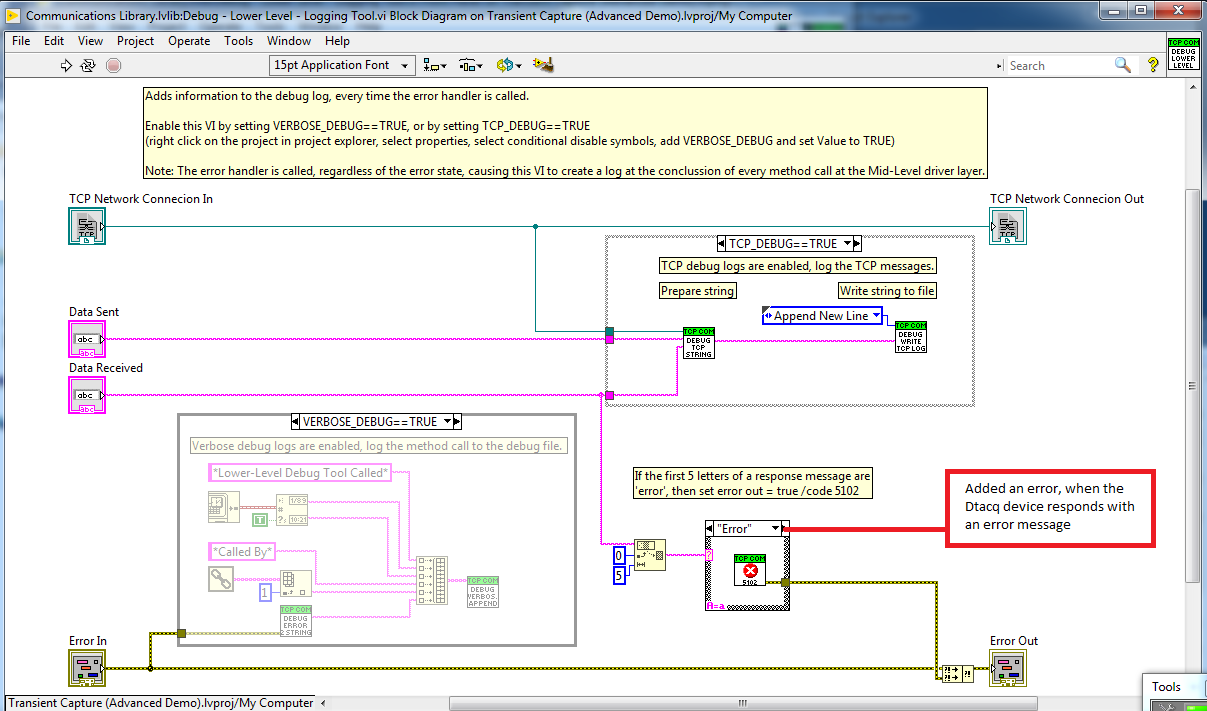 Communications Library.lvlib:Debug - Lower Level - Logging Tool.vi Block Diagram on Transient Capture (Advanced Demo).lvproj/My Computer
File Edit View Project Operate Tools Window Help
15pt Application Font
Search
TCP COM
DEBUG
LOWER
LEVEL
Adds information to the debug log, every time the error handler is called.
Enable this VI by setting VERBOSE_DEBUG==TRUE, or by setting TCP_DEBUG==TRUE
(right click on the project in project explorer, select properties, select conditional disable symbols, add VERBOSE_DEBUG and set Value to TRUE)
Note: The error handler is called, regardless of the error state, causing this VI to create a log at the conclussion of every method call at the Mid-Level driver layer.
TCP Network Connecion In
TCP
TCP Network Connecion Out
TCP
TCP_DEBUG==TRUE
TCP debug logs are enabled, log the TCP messages.
Prepare string
Write string to file
Append New Line
Data Sent
abc
abc
TCP COM
DEBUG
TCP
STRING
TCP COM
DEBUG
WRITE
TCP LOG
Data Received
abc
abc
VERBOSE_DEBUG==TRUE
Verbose debug logs are enabled, log the method call to the debug file.
*Lower-Level Debug Tool Called*
T
*Called By*
1
TCP COM
DEBUG
VERBOS.
APPEND
TCP COM
DEBUG
ERROR
2 STRING
If the first 5 letters of a response message are
'error', then set error out = true /code 5102
Added an error, when the
Dtacq device responds with
an error message
"Error"
0
5
?
TCP COM
5102
A=a
Error In
Error Out
Tools
Transient Capture (Advanced Demo).lvproj/My Computer